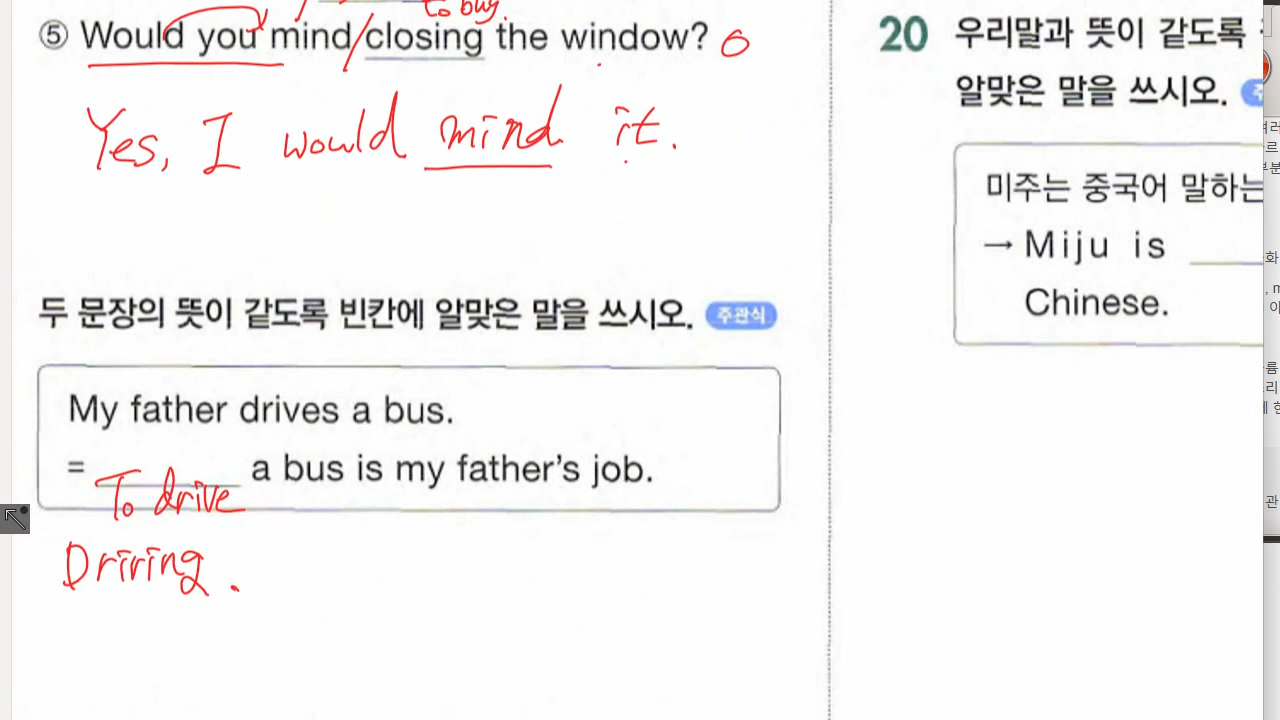 to buy.
⑤ Would you mind/closing the window? O
Yes, I would mind it.
두 문장의 뜻이 같도록 빈칸에 알맞은 말을 쓰시오. 주관식
My father drives a bus.
= ________ a bus is my father's job.
To drive
Driving.
20 우리말과 뜻이 같도록
알맞은 말을 쓰시오.
미주는 중국어 말하는
→ Miju is ____
Chinese.